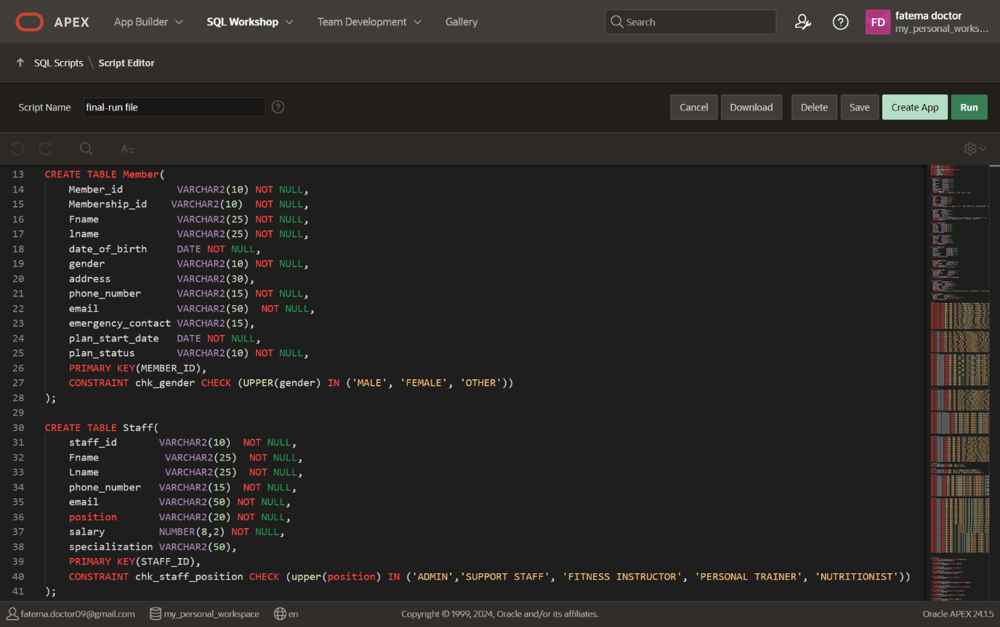 APEX App Builder SQL Workshop Team Development Gallery Search FD fatema doctor
my_personal_works...
SQL Scripts \ Script Editor
Script Name final-run file Cancel Download Delete Save Create App Run
13 CREATE TABLE Member(
14 Member_id VARCHAR2(10) NOT NULL,
15 Membership_id VARCHAR2(10) NOT NULL,
16 Fname VARCHAR2(25) NOT NULL,
17 lname VARCHAR2(25) NOT NULL,
18 date_of_birth DATE NOT NULL,
19 gender VARCHAR2(10) NOT NULL,
20 address VARCHAR2(30),
21 phone_number VARCHAR2(15) NOT NULL,
22 email VARCHAR2(50) NOT NULL,
23 emergency_contact VARCHAR2(15),
24 plan_start_date DATE NOT NULL,
25 plan_status VARCHAR2(10) NOT NULL,
26 PRIMARY KEY(MEMBER_ID),
27 CONSTRAINT chk_gender CHECK (UPPER(gender) IN ('MALE', 'FEMALE', 'OTHER'))
28 );
29
30 CREATE TABLE Staff(
31 staff_id VARCHAR2(10) NOT NULL,
32 Fname VARCHAR2(25) NOT NULL,
33 Lname VARCHAR2(25) NOT NULL,
34 phone_number VARCHAR2(15) NOT NULL,
35 email VARCHAR2(50) NOT NULL,
36 position VARCHAR2(20) NOT NULL,
37 salary NUMBER(8,2) NOT NULL,
38 specialization VARCHAR2(50),
39 PRIMARY KEY(STAFF_ID),
40 CONSTRAINT chk_staff_position CHECK (upper(position) IN ('ADMIN','SUPPORT STAFF', 'FITNESS INSTRUCTOR', 'PERSONAL TRAINER', 'NUTRITIONIST'))
41 );
fatema.doctor09@gmail.com my_personal_workspace en Copyright © 1999, 2024, Oracle and/or its affiliates. Oracle APEX 24.1.5